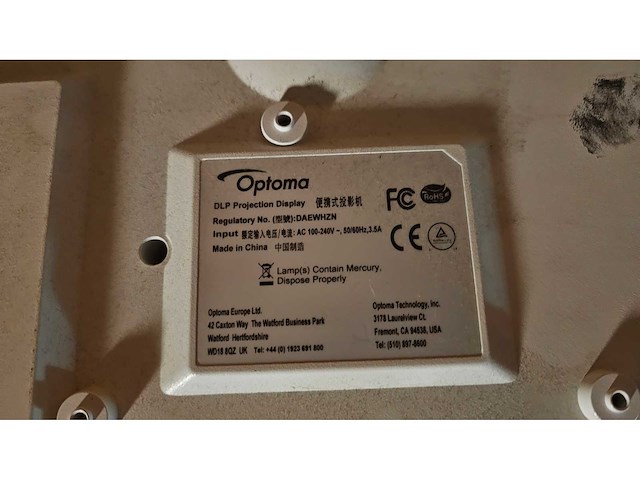 Optoma
DLP Projection Display 便携式投影机
Regulatory No. (型號):DAEWHZN
Input 额定输入电压/电流: AC 100-240V ~, 50/60Hz,3.5A
Made in China 中国制造
FC
RoHS
CE
Lamp(s) Contain Mercury,
Dispose Properly
Optoma Europe Ltd.
42 Caxton Way The Watford Business Park
Watford Hertfordshire
WD18 8QZ UK Tel: +44 (0) 1923 691 800
Optoma Technology, Inc.
3178 Laurelview Ct.
Fremont, CA 94538, USA
Tel: (510) 897-8600